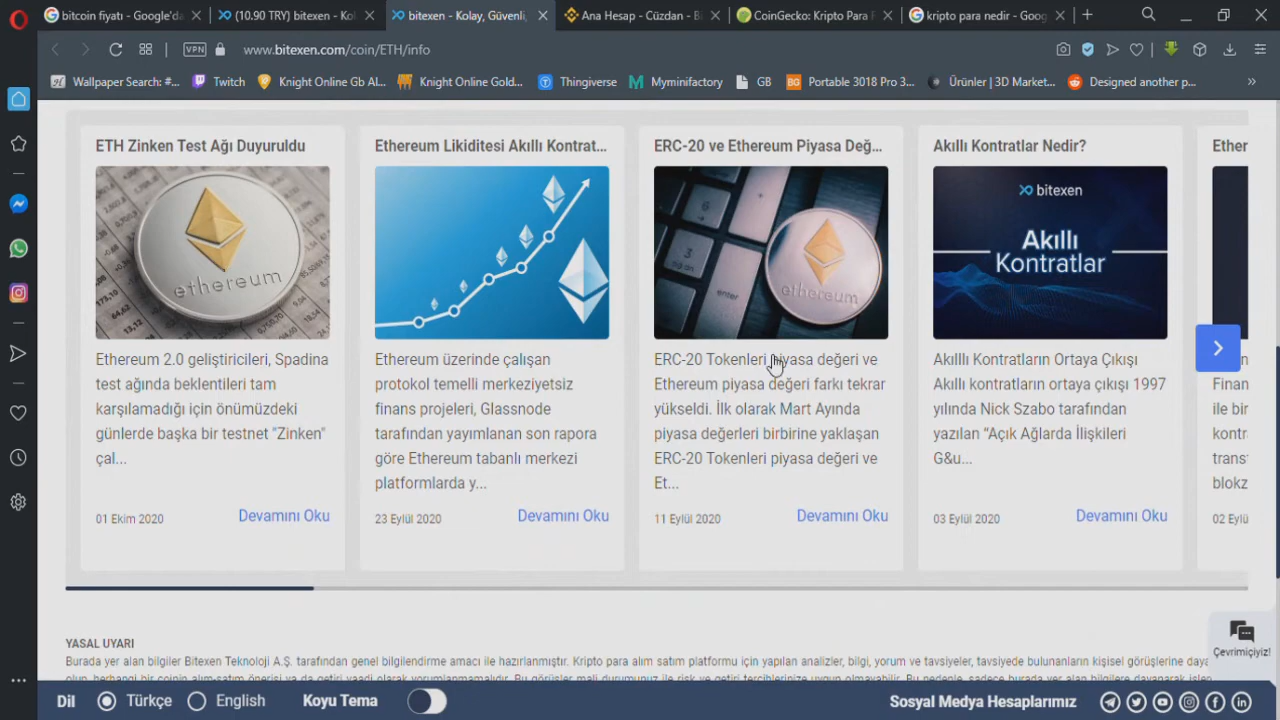 bitcoin fiyatı - Google'da
(10.90 TRY) bitexen - Kol
bitexen - Kolay, Güvenli,
Ana Hesap - Cüzdan - Bi
CoinGecko: Kripto Para F
kripto para nedir - Goog
VPN
www.bitexen.com/coin/ETH/info
Wallpaper Search: #...
Twitch
Knight Online Gb Al...
Knight Online Gold...
Thingiverse
Myminifactory
GB
Portable 3018 Pro 3...
Ürünler | 3D Market...
Designed another p...
ETH Zinken Test Ağı Duyuruldu
ethereum
Ethereum 2.0 geliştiricileri, Spadina
test ağında beklentileri tam
karşılamadığı için önümüzdeki
günlerde başka bir testnet "Zinken"
çal...
01 Ekim 2020
Devamını Oku
Ethereum Likiditesi Akıllı Kontrat...
Ethereum üzerinde çalışan
protokol temelli merkeziyetsiz
finans projeleri, Glassnode
tarafından yayımlanan son rapora
göre Ethereum tabanlı merkezi
platformlarda y...
23 Eylül 2020
Devamını Oku
ERC-20 ve Ethereum Piyasa Değ...
3
enter
ethereum
ERC-20 Tokenleri piyasa değeri ve
Ethereum piyasa değeri farkı tekrar
yükseldi. İlk olarak Mart Ayında
piyasa değerleri birbirine yaklaşan
ERC-20 Tokenleri piyasa değeri ve
Et...
11 Eylül 2020
Devamını Oku
Akıllı Kontratlar Nedir?
bitexen
Akıllı
Kontratlar
Akılllı Kontratların Ortaya Çıkışı
Akıllı kontratların ortaya çıkışı 1997
yılında Nick Szabo tarafından
yazılan “Açık Ağlarda İlişkileri
G&u...
03 Eylül 2020
Devamını Oku
Ether
Finan
ile bir
kontr
trans
blokz
02 Eylü
YASAL UYARI
Burada yer alan bilgiler Bitexen Teknoloji A.Ş. tarafından genel bilgilendirme amacı ile hazırlanmıştır. Kripto para alım satım platformu için yapılan analizler, bilgi, yorum ve tavsiyeler, tavsiyede bulunanların kişisel görüşlerine daya
Çevrimiçiyiz!
Dil
Türkçe
English
Koyu Tema
Sosyal Medya Hesaplarımız